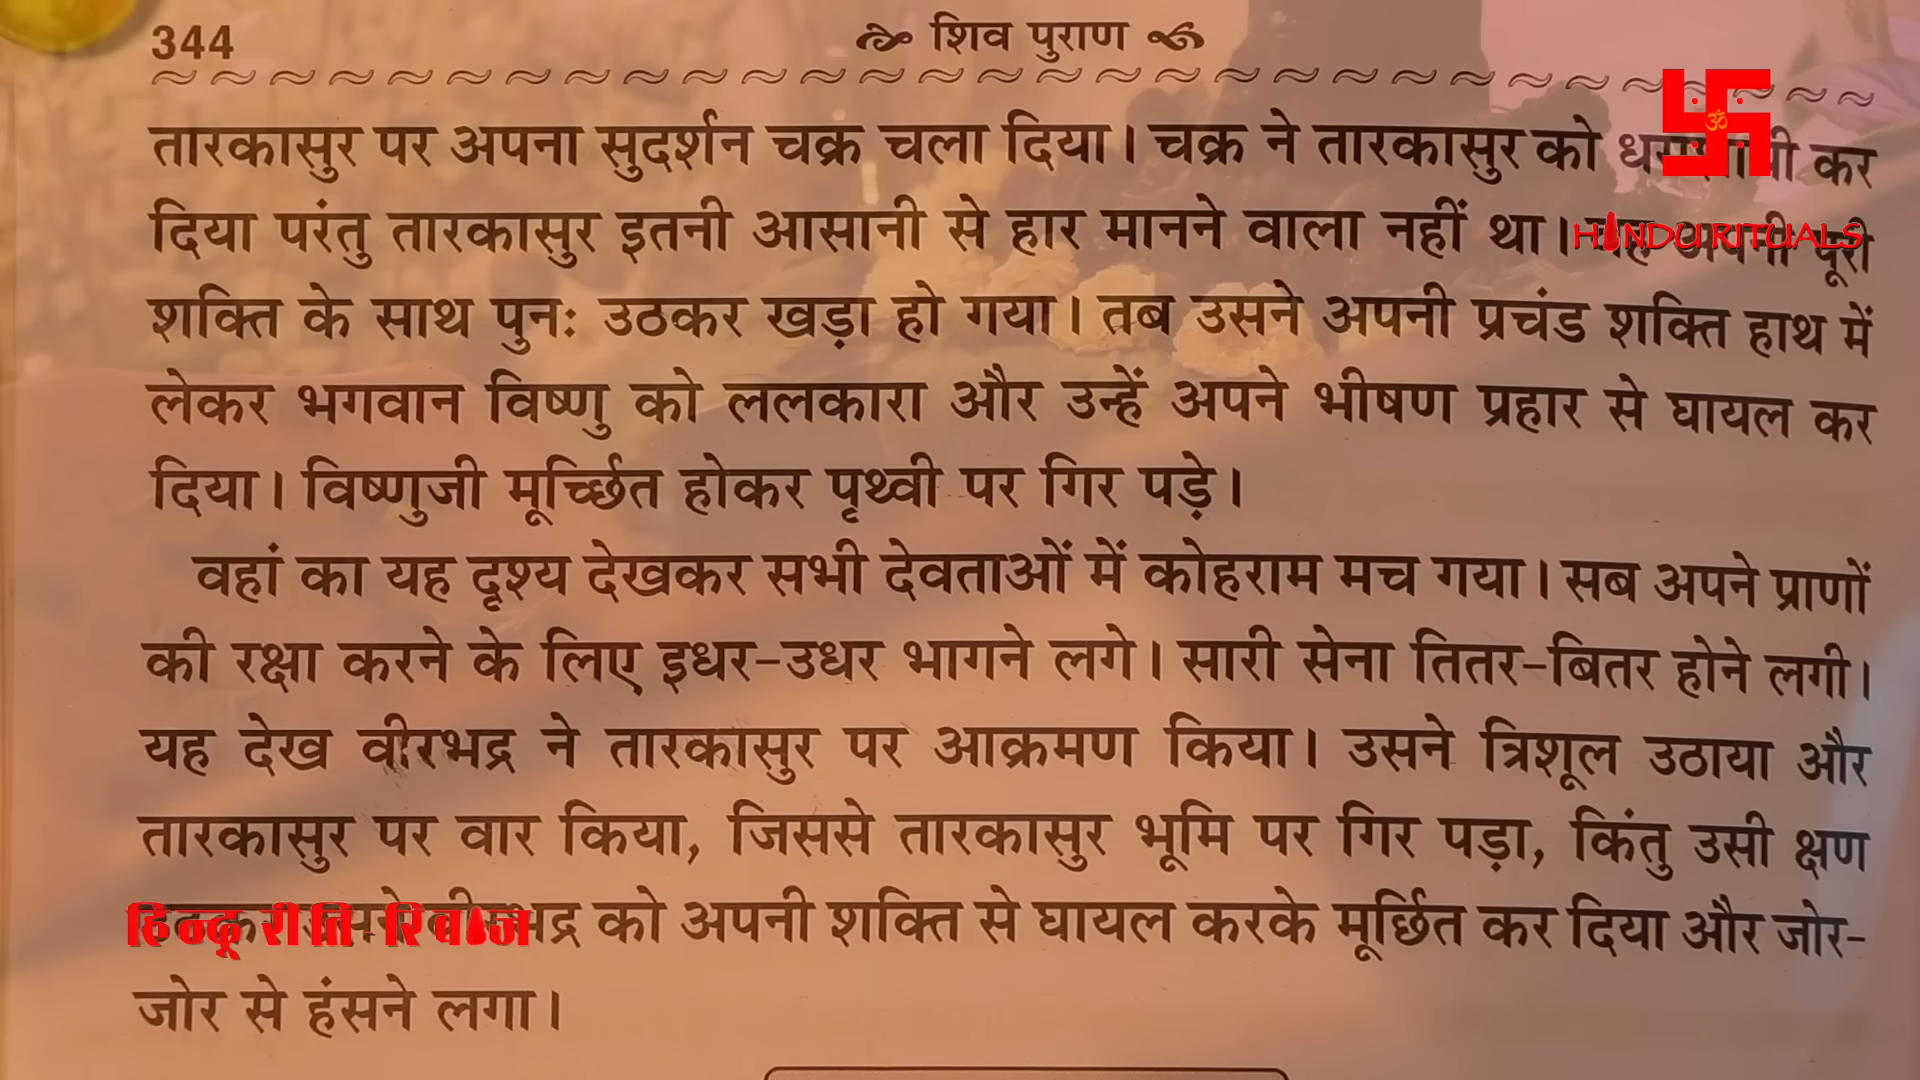 344
शिव पुराण
तारकासुर पर अपना सुदर्शन चक्र चला दिया। चक्र ने तारकासुर को कर
दिया परंतु तारकासुर इतनी आसानी से हार मानने वाला नहीं था। अपनी पूरी
शक्ति के साथ पुनः उठकर खड़ा हो गया। तब उसने अपनी प्रचंड शक्ति हाथ में
लेकर भगवान विष्णु को ललकारा और उन्हें अपने भीषण प्रहार से घायल कर
दिया। विष्णुजी मूर्च्छित होकर पृथ्वी पर गिर पड़े।
वहां का यह दृश्य देखकर सभी देवताओं में कोहराम मच गया। सब अपने प्राणों
की रक्षा करने के लिए इधर-उधर भागने लगे। सारी सेना तितर-बितर होने लगी।
यह देख वीरभद्र ने तारकासुर पर आक्रमण किया। उसने त्रिशूल उठाया और
तारकासुर पर वार किया, जिससे तारकासुर भूमि पर गिर पड़ा, किंतु उसी क्षण
को अपनी शक्ति से घायल करके मूर्छित कर दिया और जोर-
जोर से हंसने लगा।
ॐ
HINDU RITUALS
हिन्दू रीति-रिवाज